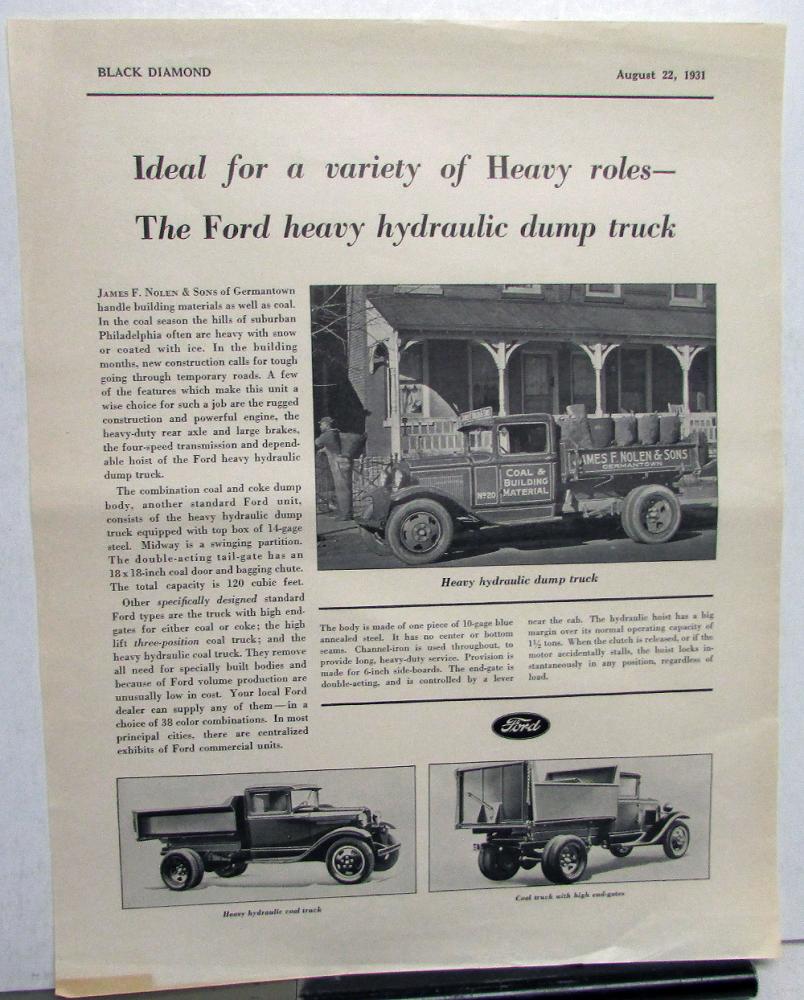 BLACK DIAMOND
August 22, 1931
Ideal for a variety of Heavy roles—
The Ford heavy hydraulic dump truck
JAMES F. NOLEN & SONS of Germantown
handle building materials as well as coal.
In the coal season the hills of suburban
Philadelphia often are heavy with snow
or coated with ice. In the building
months, new construction calls for tough
going through temporary roads. A few
of the features which make this unit a
wise choice for such a job are the rugged
construction and powerful engine, the
heavy-duty rear axle and large brakes,
the four-speed transmission and depend-
able hoist of the Ford heavy hydraulic
dump truck.
The combination coal and coke dump
body, another standard Ford unit,
consists of the heavy hydraulic dump
truck equipped with top box of 14-gage
steel. Midway is a swinging partition.
The double-acting tail-gate has an
18 x 18-inch coal door and bagging chute.
The total capacity is 120 cubic feet.
Other specifically designed standard
Ford types are the truck with high end-
gates for either coal or coke; the high
lift three-position coal truck; and the
heavy hydraulic coal truck. They remove
all need for specially built bodies and
because of Ford volume production are
unusually low in cost. Your local Ford
dealer can supply any of them—in a
choice of 38 color combinations. In most
principal cities, there are centralized
exhibits of Ford commercial units.
No 20
COAL &
BUILDING
MATERIAL
JAMES F. NOLEN & SONS
GERMANTOWN
Heavy hydraulic dump truck
The body is made of one piece of 10-gage blue
annealed steel. It has no center or bottom
seams. Channel-iron is used throughout, to
provide long, heavy-duty service. Provision is
made for 6-inch side-boards. The end-gate is
double-acting, and is controlled by a lever
near the cab. The hydraulic hoist has a big
margin over its normal operating capacity of
1½ tons. When the clutch is released, or if the
motor accidentally stalls, the hoist locks in-
stantaneously in any position, regardless of
load.
Ford
Heavy hydraulic coal truck
Coal truck with high end-gates